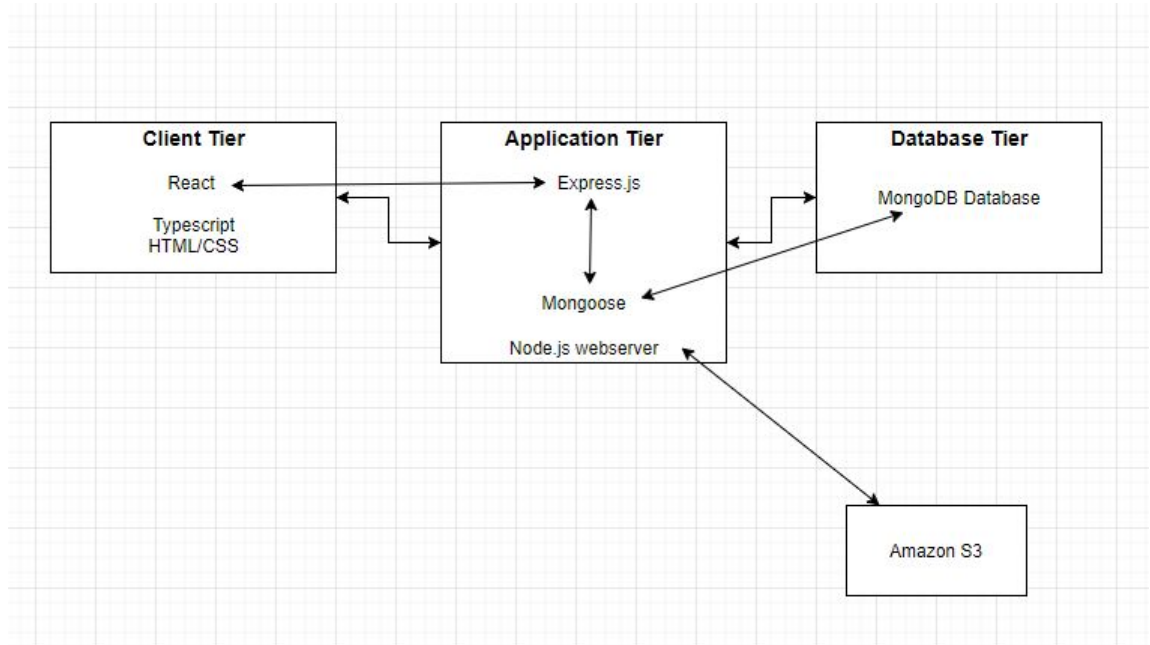 Client Tier
React
Typescript
HTML/CSS
Application Tier
Express.js
Mongoose
Node.js webserver
Database Tier
MongoDB Database
Amazon S3